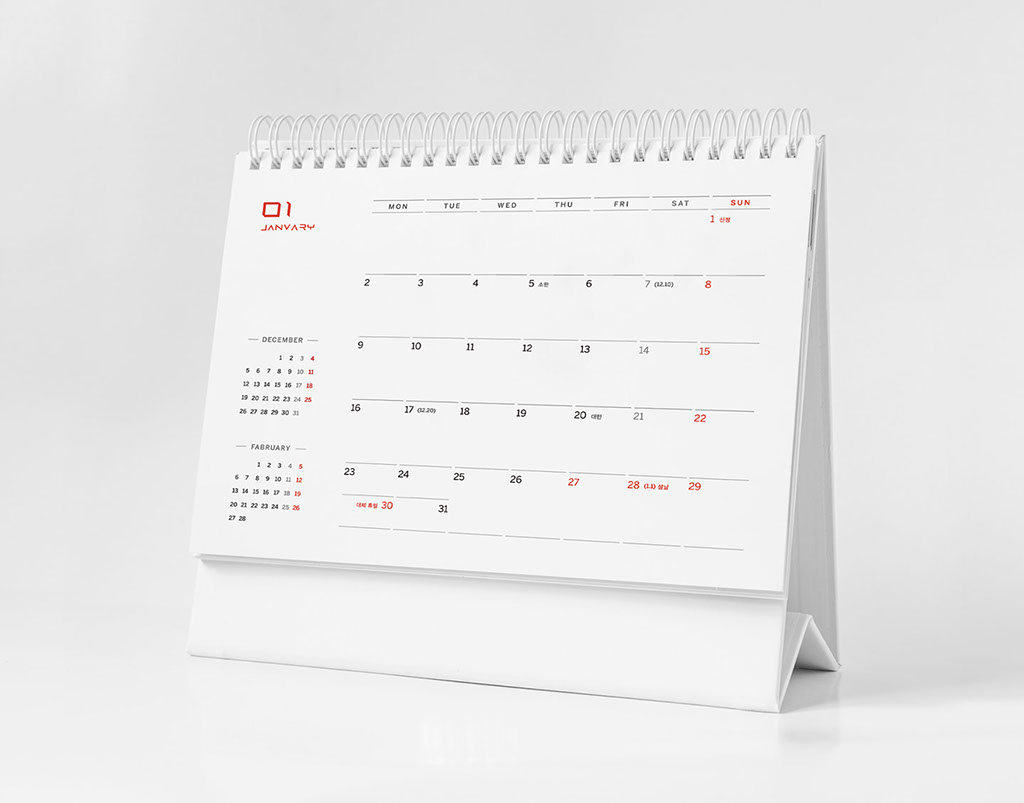 01
JANVARY
MON TUE WED THU FRI SAT SUN
1 신정
2 3 4 5 소한 6 7 (12.10) 8
9 10 11 12 13 14 15
16 17 (12.20) 18 19 20 대한 21 22
23 24 25 26 27 28 (1.1) 설날 29
대체 휴일 30 31
DECEMBER
1 2 3 4
5 6 7 8 9 10 11
12 13 14 15 16 17 18
19 20 21 22 23 24 25
26 27 28 29 30 31
FABRUARY
1 2 3 4 5
6 7 8 9 10 11 12
13 14 15 16 17 18 19
20 21 22 23 24 25 26
27 28